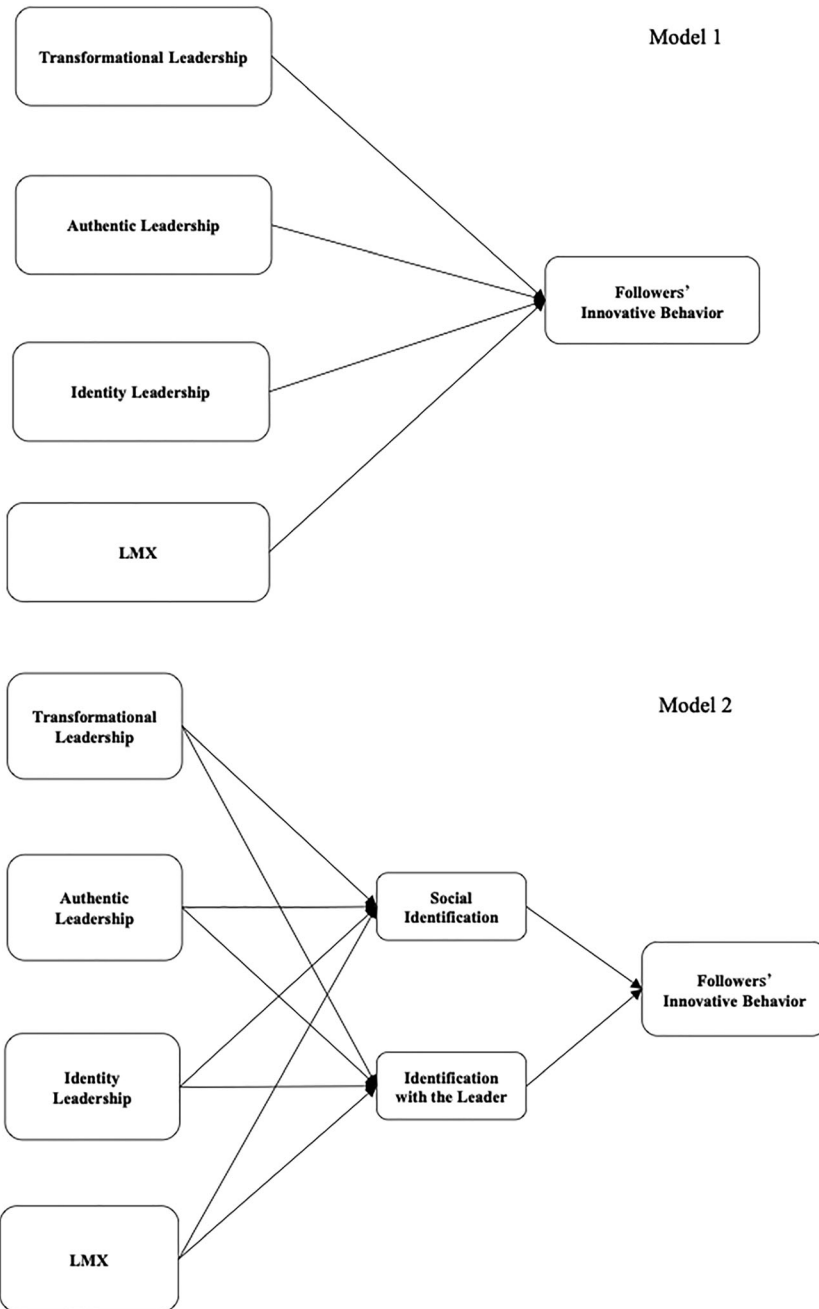 Model 1
Transformational Leadership
Authentic Leadership
Followers’
Innovative Behavior
Identity Leadership
LMX
Model 2
Transformational
Leadership
Authentic
Leadership
Social
Identification
Followers’
Innovative Behavior
Identity
Leadership
Identification
with the Leader
LMX